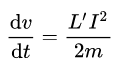 dv/dt = L′I²/2m